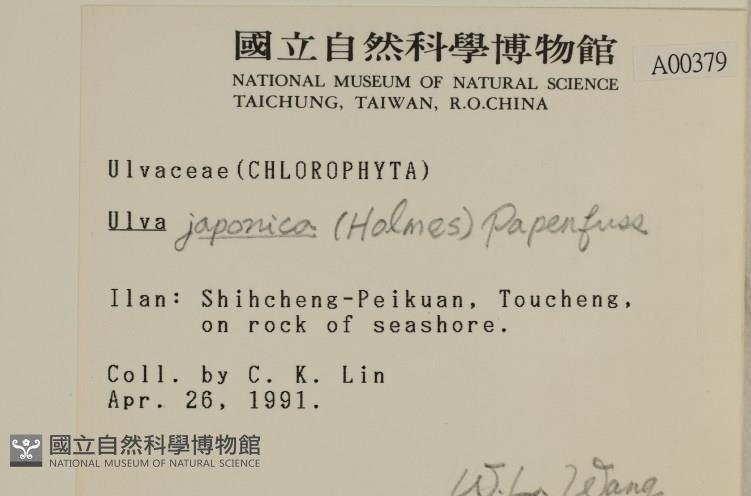 國立自然科學博物館
A00379
NATIONAL MUSEUM OF NATURAL SCIENCE
TAICHUNG, TAIWAN, R.O.CHINA
Ulvaceae(CHLOROPHYTA)
Ulva japonica (Holmes) Papenfuss
Ilan: Shihcheng-Peikuan, Toucheng,
on rock of seashore.
Coll. by C. K. Lin
Apr. 26, 1991.
國立自然科學博物館
NATIONAL MUSEUM OF NATURAL SCIENCE
Wang